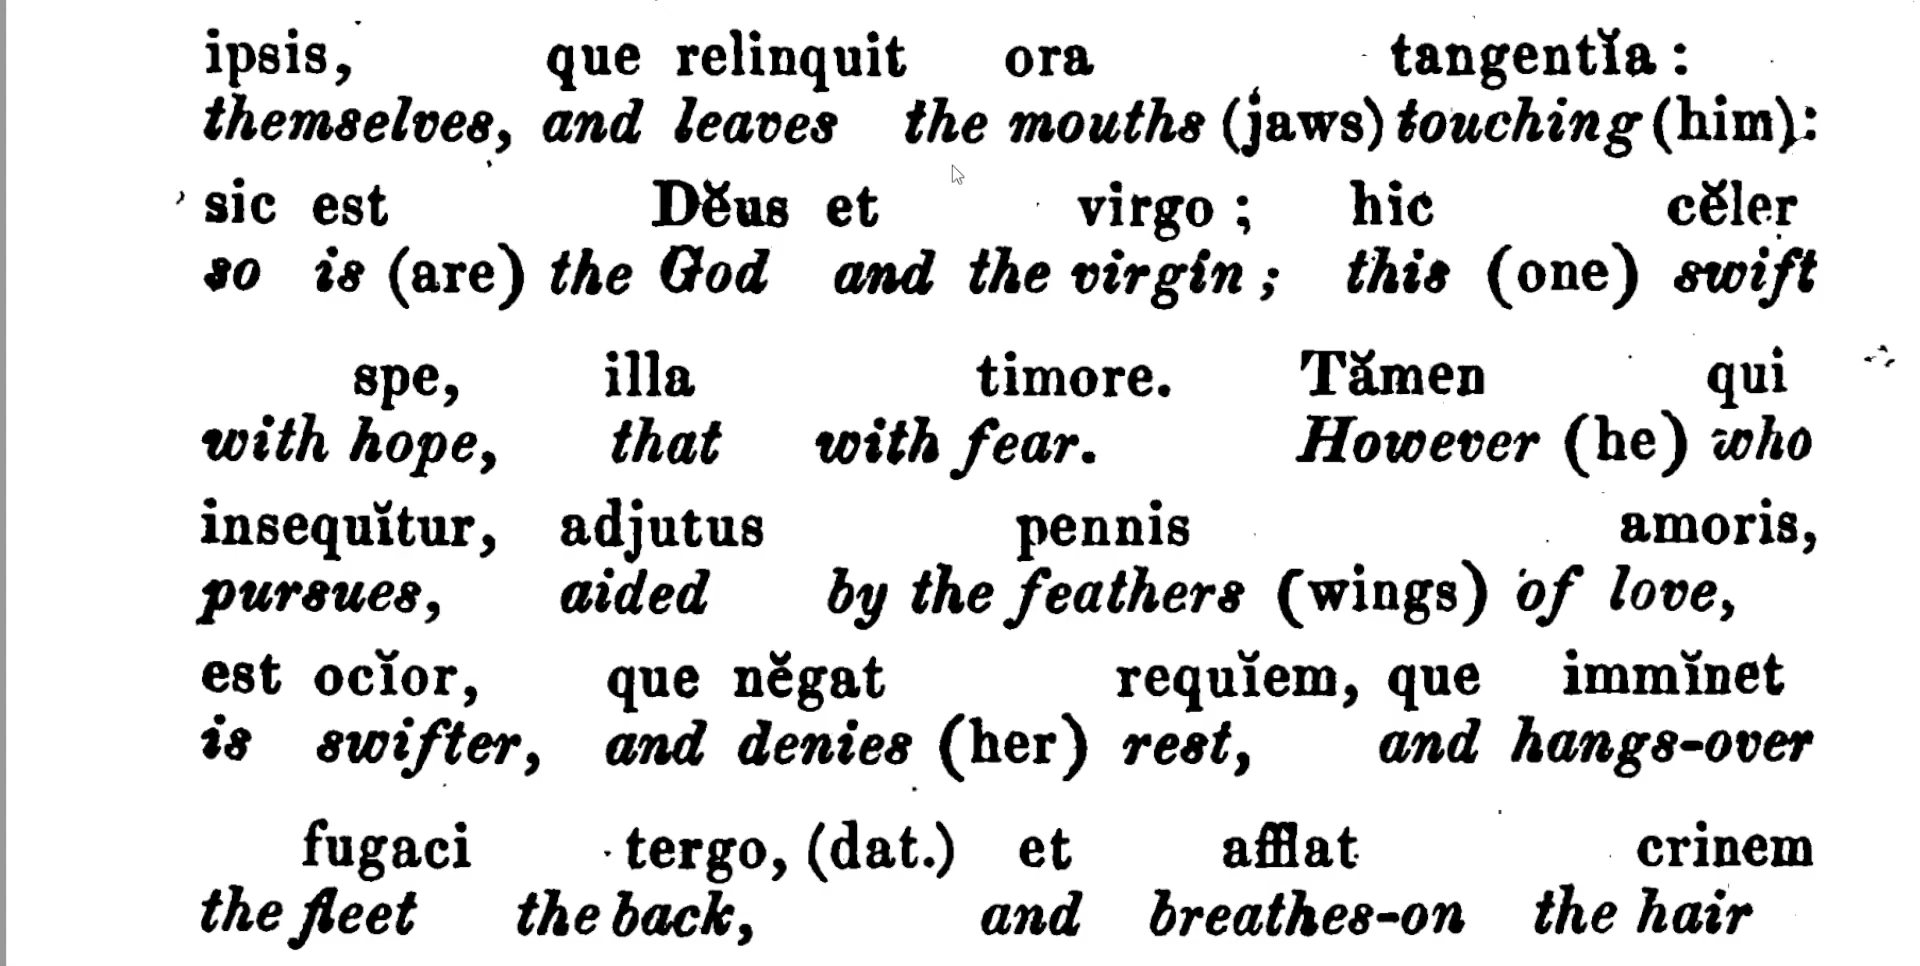 ipsis, que relinquit ora tangentĭa :
themselves, and leaves the mouths (jaws) touching (him):
sic est Dĕus et virgo ; hic cĕler
so is (are) the God and the virgin ; this (one) swift
spe, illa timore. Tămen qui
with hope, that with fear. However (he) who
insequĭtur, adjutus pennis amoris,
pursues, aided by the feathers (wings) of love,
est ocĭor, que nĕgat requĭem, que immĭnet
is swifter, and denies (her) rest, and hangs-over
fugaci tergo, (dat.) et afflat crinem
the fleet the back, and breathes-on the hair